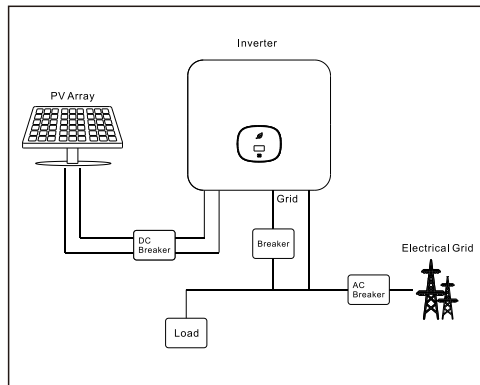 Inverter
PV Array
Grid
DC
Breaker
Breaker
Electrical Grid
AC
Breaker
Load